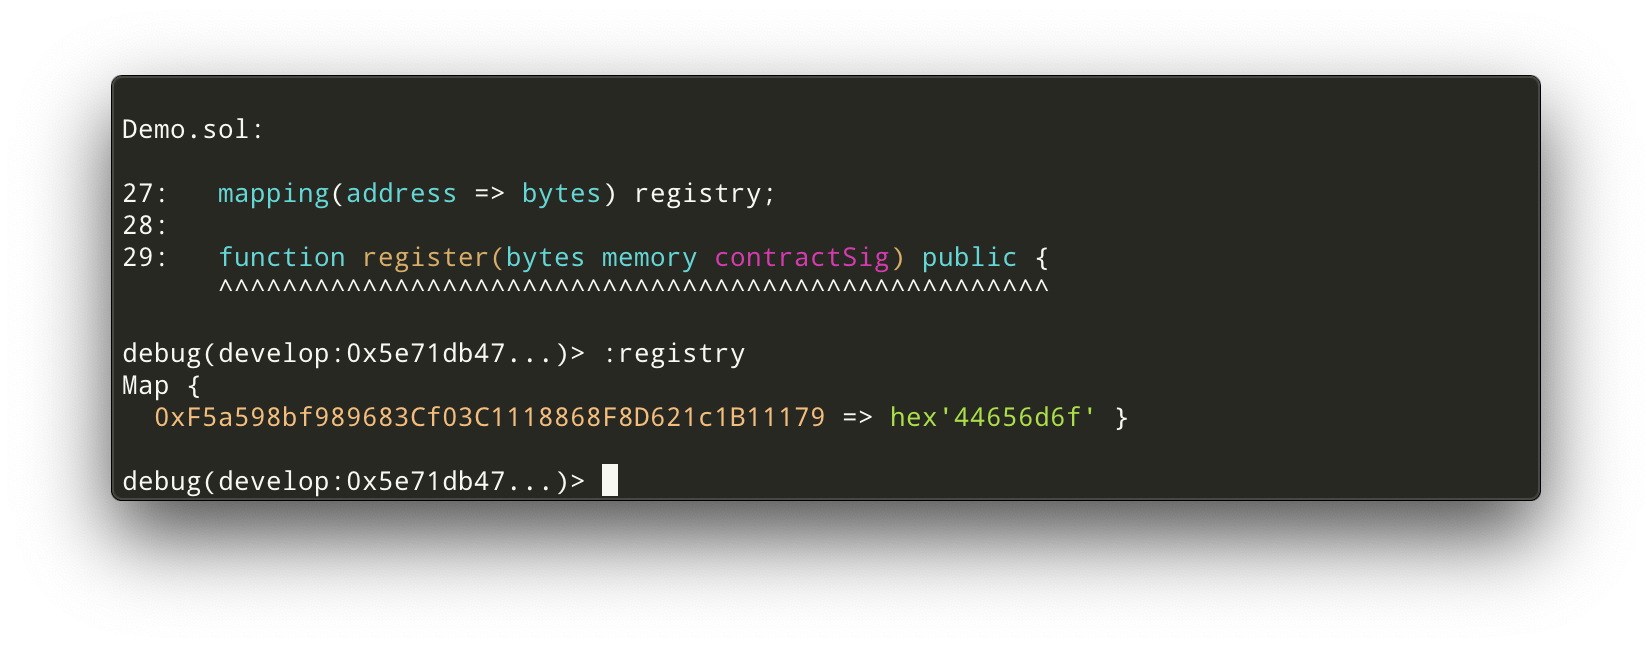 Demo.sol:
27:   mapping(address => bytes) registry;
28:
29:   function register(bytes memory contractSig) public {
      ^^^^^^^^^^^^^^^^^^^^^^^^^^^^^^^^^^^^^^^^^^^^^^^^^^^^
debug(develop:0x5e71db47...)> :registry
Map {
  0xF5a598bf989683Cf03C1118868F8D621c1B11179 => hex'44656d6f' }
debug(develop:0x5e71db47...)>